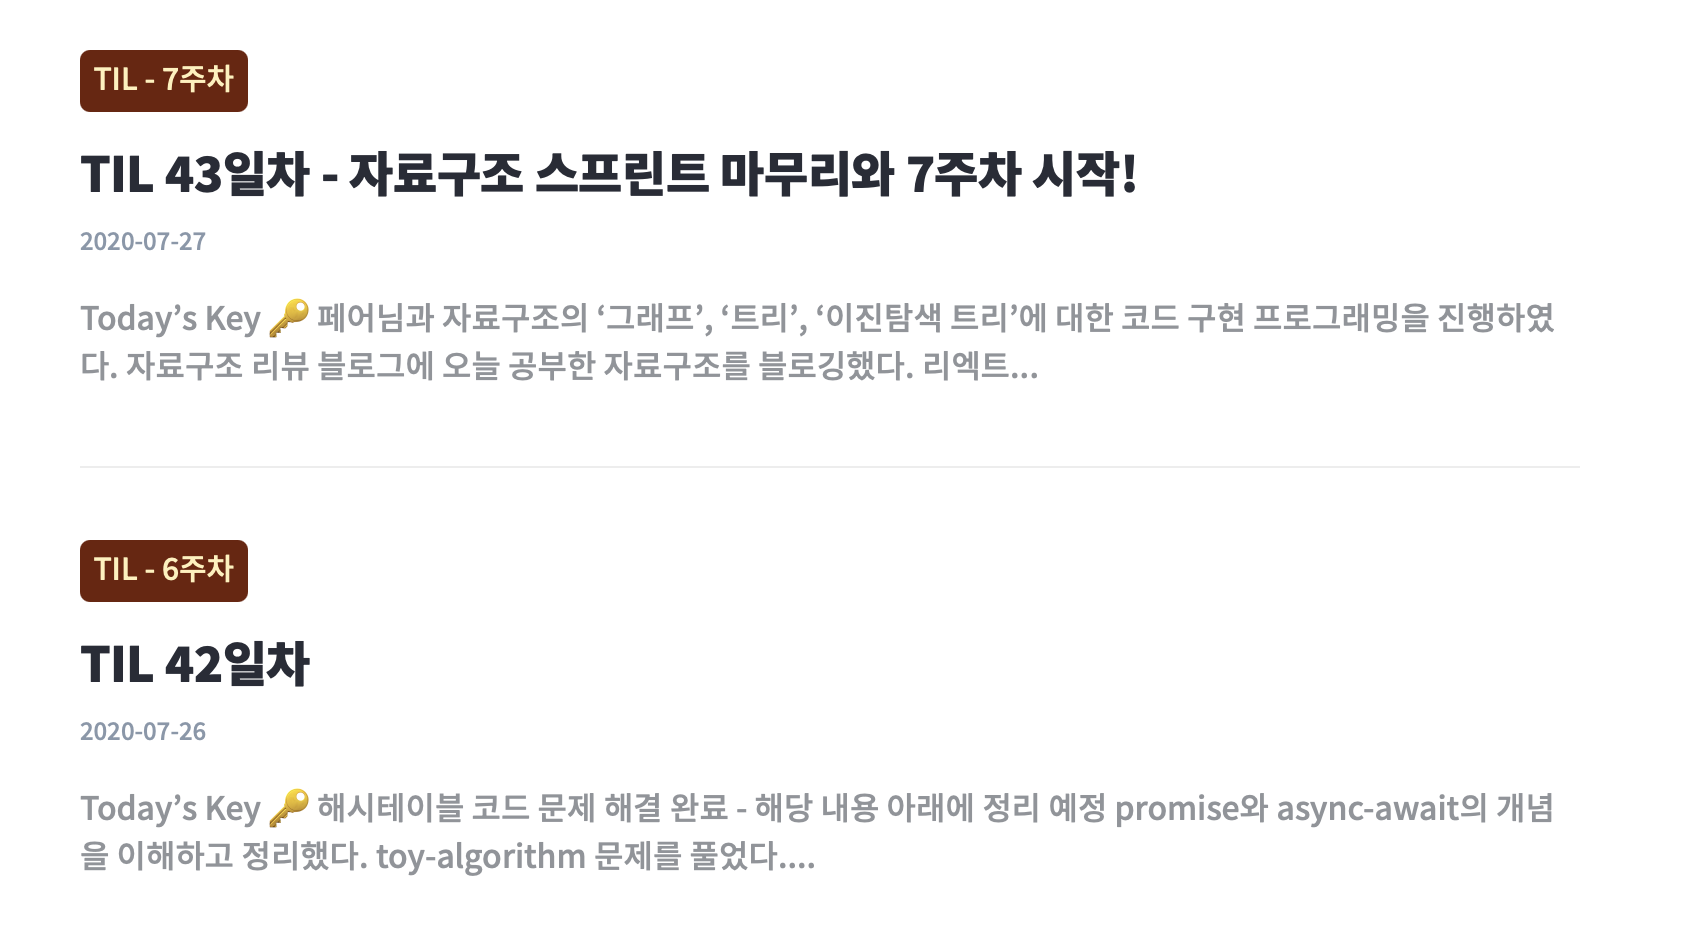 TIL - 7주차
TIL 43일차 - 자료구조 스프린트 마무리와 7주차 시작!
2020-07-27
Today’s Key 🔑 페어님과 자료구조의 ‘그래프’, ‘트리’, ‘이진탐색 트리’에 대한 코드 구현 프로그래밍을 진행하였
다. 자료구조 리뷰 블로그에 오늘 공부한 자료구조를 블로깅했다. 리엑트...
TIL - 6주차
TIL 42일차
2020-07-26
Today’s Key 🔑 해시테이블 코드 문제 해결 완료 - 해당 내용 아래에 정리 예정 promise와 async-await의 개념
을 이해하고 정리했다. toy-algorithm 문제를 풀었다....